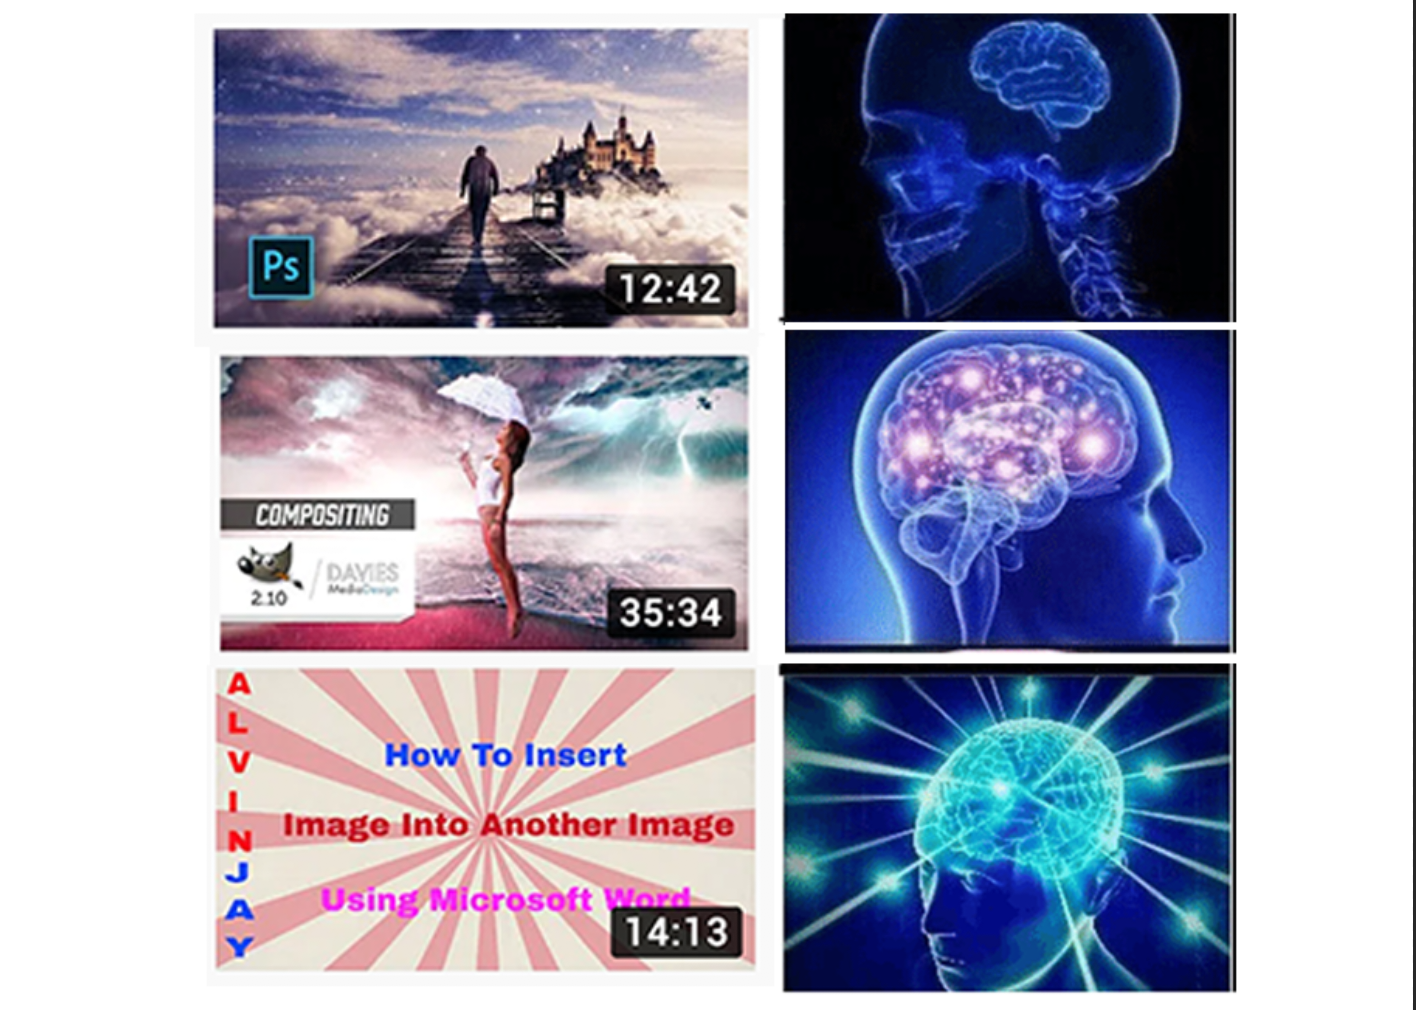 Ps
12:42
COMPOSITING
2.10
DAVIES
MediaDesign
35:34
ALVINJAY
How To Insert
Image Into Another Image
Using Microsoft Word
14:13